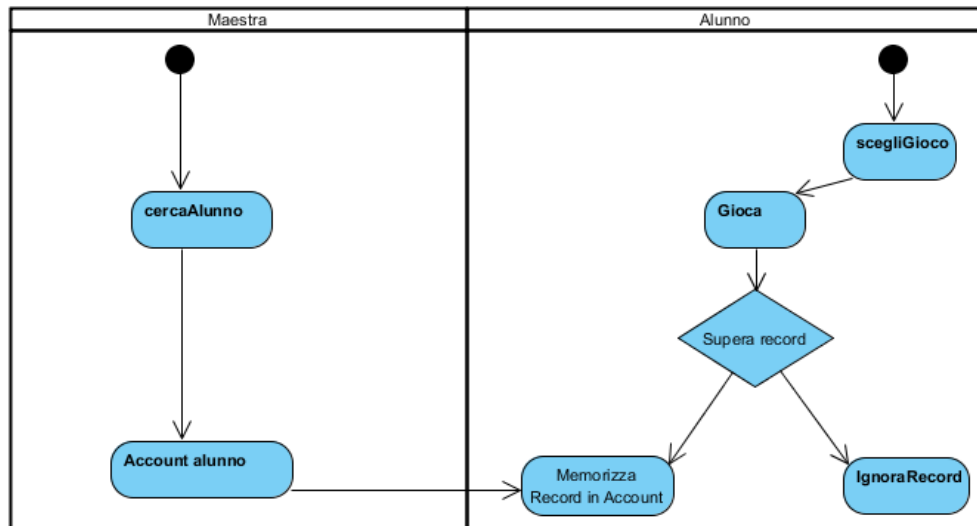 Maestra
Alunno
scegliGioco
cercaAlunno
Gioca
Supera record
Account alunno
Memorizza
Record in Account
IgnoraRecord